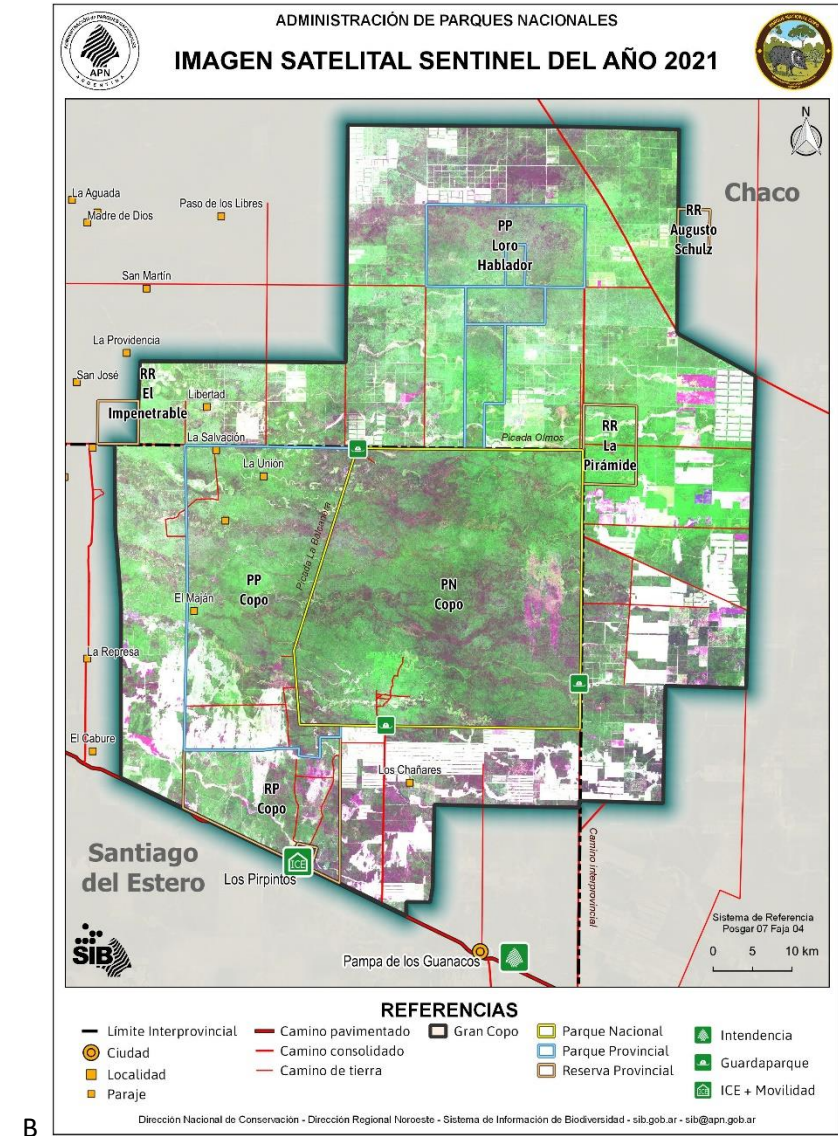 ADMINISTRACIÓN DE PARQUES NACIONALES
IMAGEN SATELITAL SENTINEL DEL AÑO 2021
APN
ARGENTINA
N
La Aguada
Madre de Dios
Paso de los Libres
PP
Loro
Hablador
RR
Augusto
Schulz
Chaco
San Martín
La Providencia
San José
RR
El
Impenetrable
Libertad
La Salvación
La Unión
Picada Olmos
RR
La
Pirámide
Picada La Balcanera
PP
Copo
PN
Copo
El Maján
La Represa
El Cabure
Los Chañares
RP
Copo
Santiago
del Estero
Los Pirpintos
ICE
Camino interprovincial
Pampa de los Guanacos
Sistema de Referencia
Posgar 07 Faja 04
0 5 10 km
SIB
REFERENCIAS
Límite Interprovincial
Ciudad
Localidad
Paraje
Camino pavimentado
Camino consolidado
Camino de tierra
Gran Copo
Parque Nacional
Parque Provincial
Reserva Provincial
Intendencia
Guardaparque
ICE + Movilidad
Dirección Nacional de Conservación - Dirección Regional Noroeste - Sistema de Información de Biodiversidad - sib.gob.ar - sib@apn.gob.ar
B